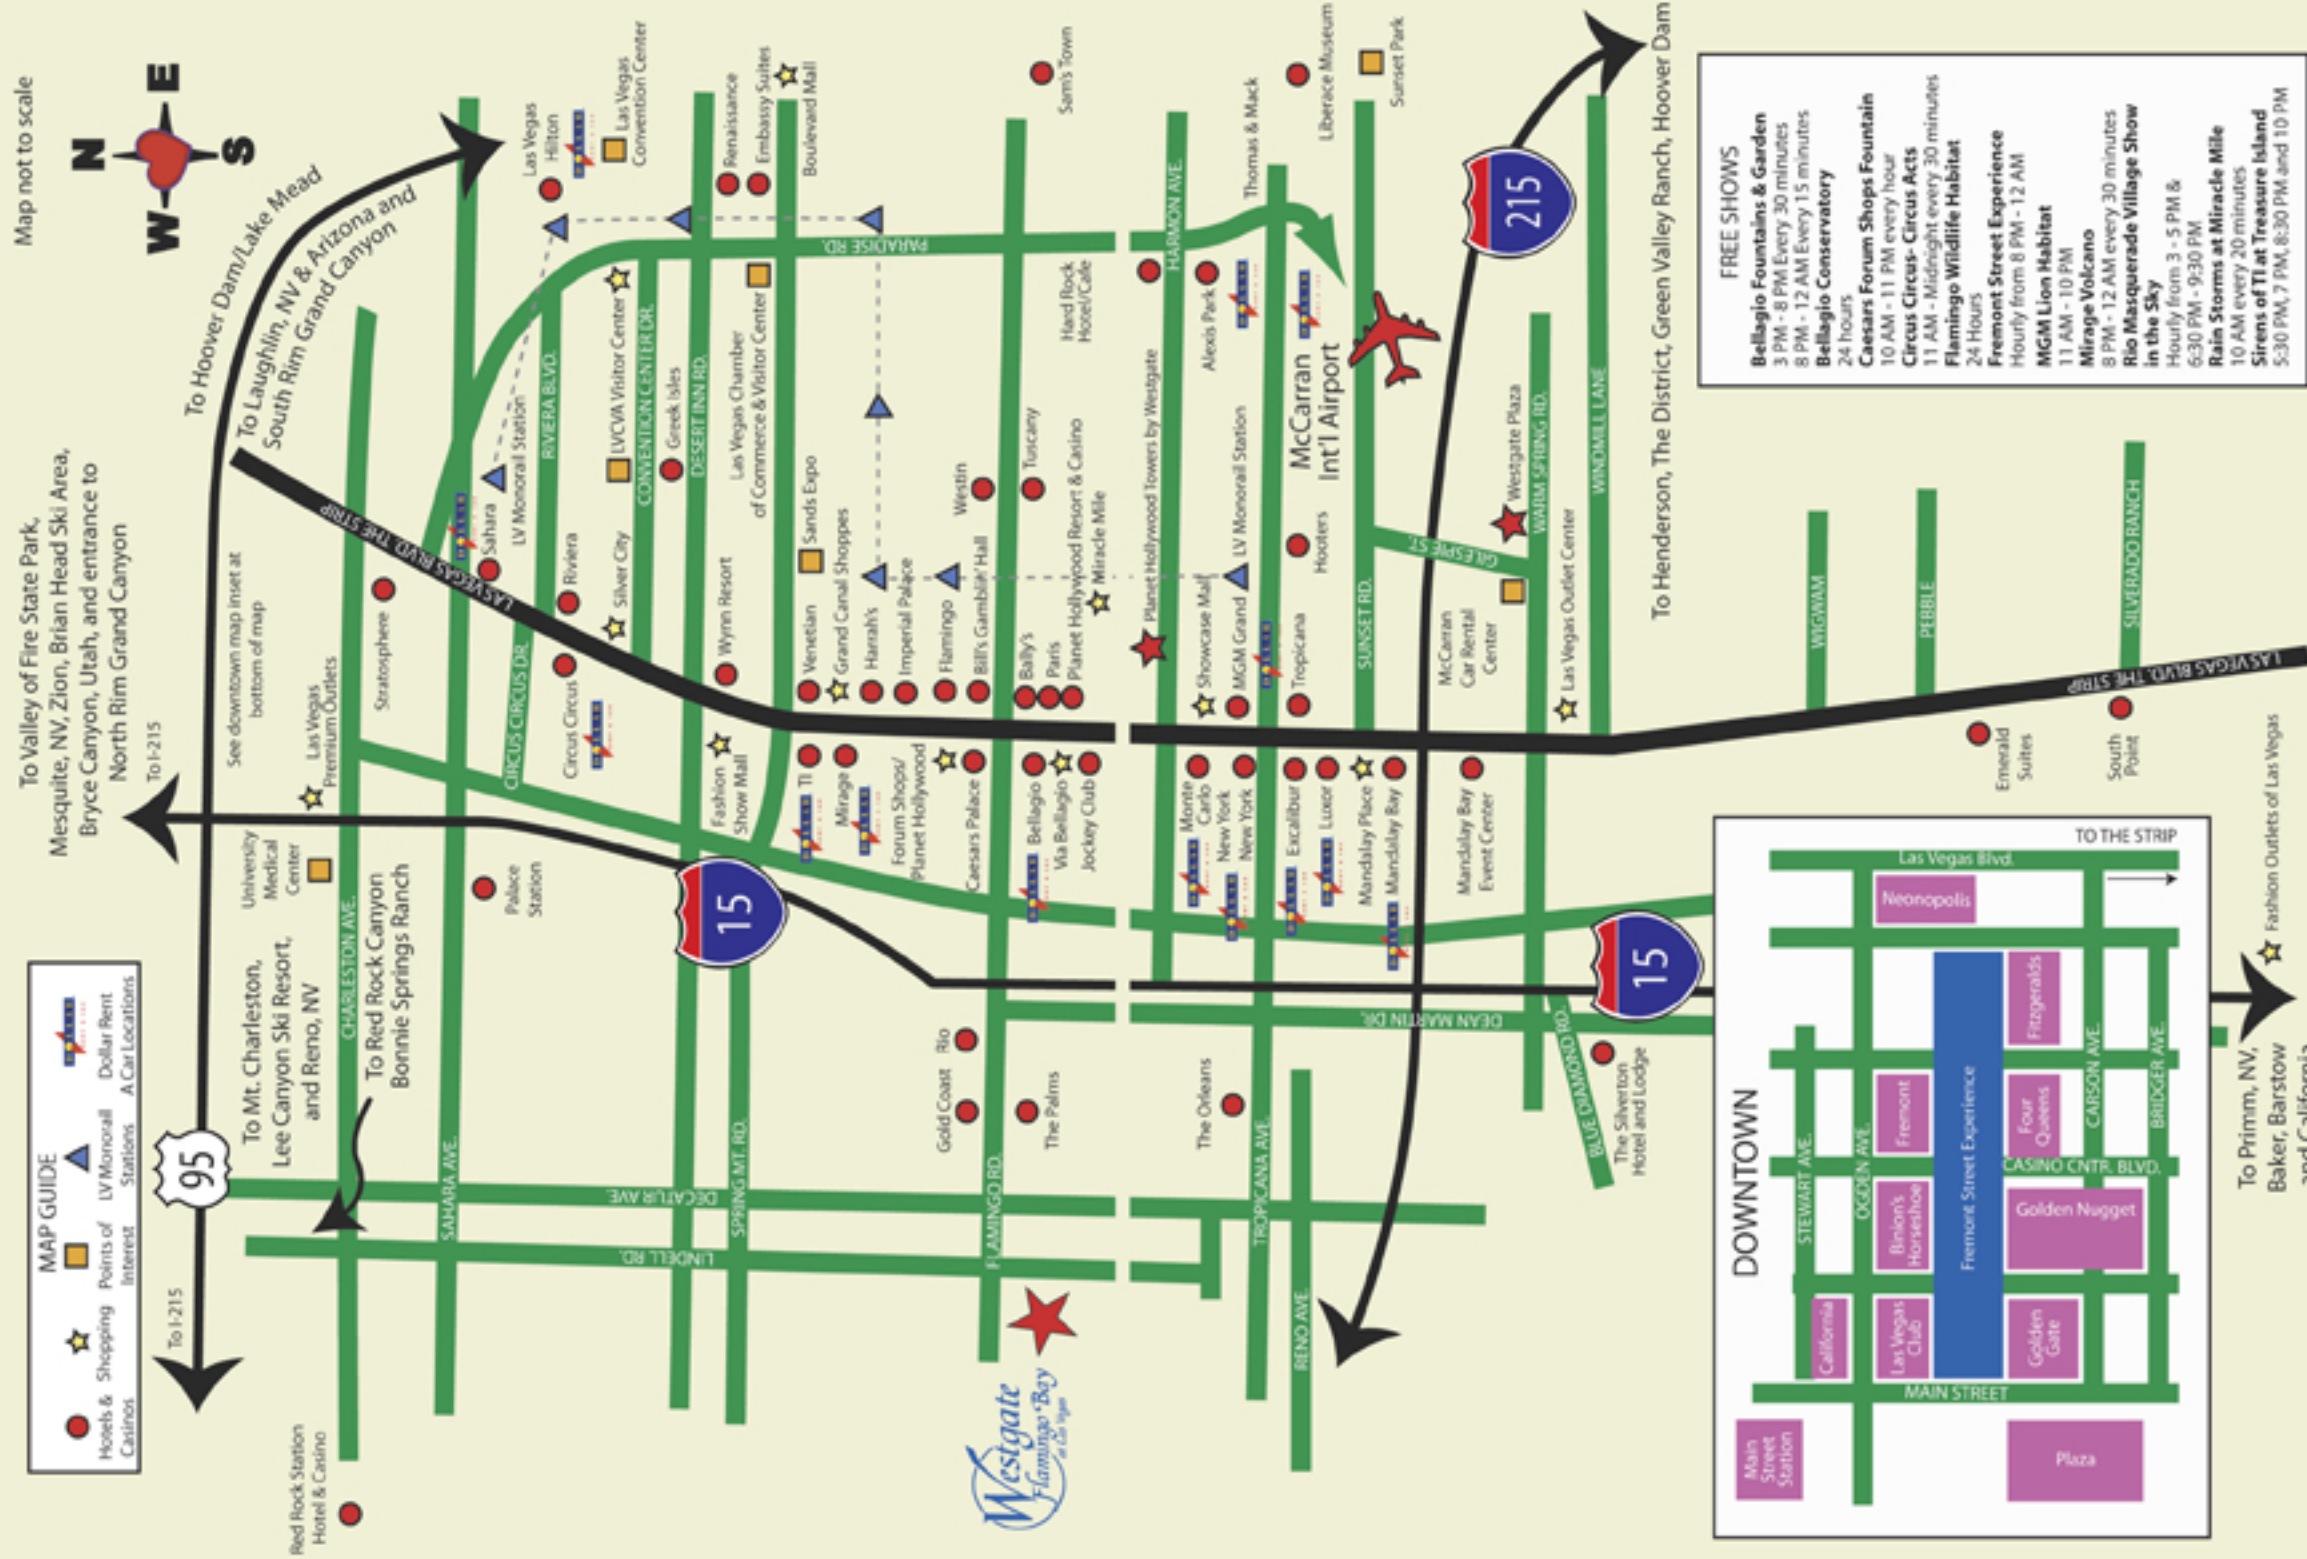 Map not to scale
N
W
E
S
MAP GUIDE
Hotels &
Casinos
Shopping
Points of
Interest
LV Monorail
Stations
Dollar Rent
A Car Locations
To Valley of Fire State Park,
Mesquite, NV, Zion, Brian Head Ski Area,
Bryce Canyon, Utah, and entrance to
North Rim Grand Canyon
To I-215
To I-215
95
To Hoover Dam/Lake Mead
To Laughlin, NV & Arizona and
South Rim Grand Canyon
See downtown map inset at
bottom of map
To Mt. Charleston,
Lee Canyon Ski Resort,
and Reno, NV
University
Medical
Center
Las Vegas
Premium Outlets
Red Rock Station
Hotel & Casino
CHARLESTON AVE.
To Red Rock Canyon
Bonnie Springs Ranch
Stratosphere
LAS VEGAS BLVD. THE STRIP
SAHARA AVE.
Palace
Station
Sahara
LV Monorail Station
Las Vegas
Hilton
CIRCUS CIRCUS DR.
RIVIERA BLVD.
Circus Circus
Riviera
Silver City
LVCVA Visitor Center
Las Vegas
Convention Center
CONVENTION CENTER DR.
Greek Isles
DECATUR AVE.
LINDELL RD.
DESERT INN RD.
15
Fashion
Show Mall
Wynn Resort
Las Vegas Chamber
of Commerce & Visitor Center
Renaissance
Embassy Suites
Boulevard Mall
SPRING MT. RD.
TI
Venetian
Sands Expo
PARADISE RD.
Mirage
Grand Canal Shoppes
Harrah's
Imperial Palace
Forum Shops/
Planet Hollywood
Flamingo
Caesars Palace
Bill's Gamblin' Hall
Westin
Gold Coast
Rio
FLAMINGO RD.
The Palms
Bellagio
Via Bellagio
Jockey Club
Bally's
Paris
Planet Hollywood Resort & Casino
Miracle Mile
Tuscany
Sam's Town
Hard Rock
Hotel/Cafe
Westgate
Flamingo Bay
at Las Vegas
Planet Hollywood Towers by Westgate
HARMON AVE.
Monte
Carlo
Showcase Mall
Alexis Park
New York
New York
MGM Grand
LV Monorail Station
Thomas & Mack
The Orleans
TROPICANA AVE.
Excalibur
Tropicana
Hooters
McCarran
Int'l Airport
Liberace Museum
RENO AVE.
Luxor
Mandalay Place
SUNSET RD.
Sunset Park
Mandalay Bay
DEAN MARTIN DR.
215
GILESPIE ST.
Mandalay Bay
Event Center
McCarran
Car Rental
Center
Westgate Plaza
WARM SPRING RD.
BLUE DIAMOND RD.
Las Vegas Outlet Center
WINDMILL LANE
The Silverton
Hotel and Lodge
15
To Henderson, The District, Green Valley Ranch, Hoover Dam
WIGWAM
PEBBLE
SILVERADO RANCH
Emerald
Suites
South
Point
LAS VEGAS BLVD. THE STRIP
Fashion Outlets of Las Vegas
To Primm, NV,
Baker, Barstow
and California
DOWNTOWN
TO THE STRIP
Main
Street
Station
California
STEWART AVE.
OGDEN AVE.
Las Vegas
Club
Binion's
Horseshoe
Fremont
Neonopolis
Las Vegas Blvd.
MAIN STREET
Fremont Street Experience
Plaza
Golden
Gate
Golden Nugget
CASINO CNTR. BLVD.
Four
Queens
Fitzgeralds
CARSON AVE.
BRIDGER AVE.
FREE SHOWS
Bellagio Fountains & Garden
3 PM - 8 PM Every 30 minutes
8 PM - 12 AM Every 15 minutes
Bellagio Conservatory
24 hours
Caesars Forum Shops Fountain
10 AM - 11 PM every hour
Circus Circus- Circus Acts
11 AM - Midnight every 30 minutes
Flamingo Wildlife Habitat
24 Hours
Fremont Street Experience
Hourly from 8 PM - 12 AM
MGM Lion Habitat
11 AM - 10 PM
Mirage Volcano
8 PM - 12 AM every 30 minutes
Rio Masquerade Village Show
in the Sky
Hourly from 3 - 5 PM &
6:30 PM - 9:30 PM
Rain Storms at Miracle Mile
10 AM every 20 minutes
Sirens of TI at Treasure Island
5:30 PM, 7 PM, 8:30 PM and 10 PM